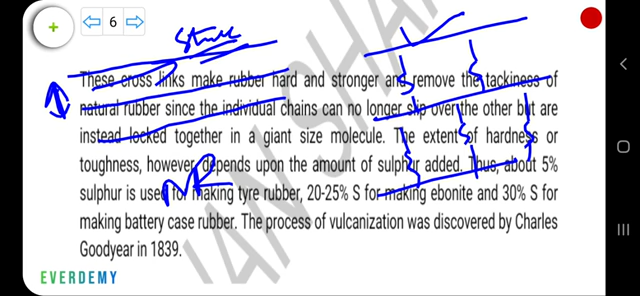 6
These cross links make rubber hard and stronger and remove the tackiness of
natural rubber since the individual chains can no longer slip over the other but are
instead locked together in a giant size molecule. The extent of hardness or
toughness, however, depends upon the amount of sulphur added. Thus, about 5%
sulphur is used for making tyre rubber, 20-25% S for making ebonite and 30% S for
making battery case rubber. The process of vulcanization was discovered by Charles
Goodyear in 1839.
NR
EVERDEMY